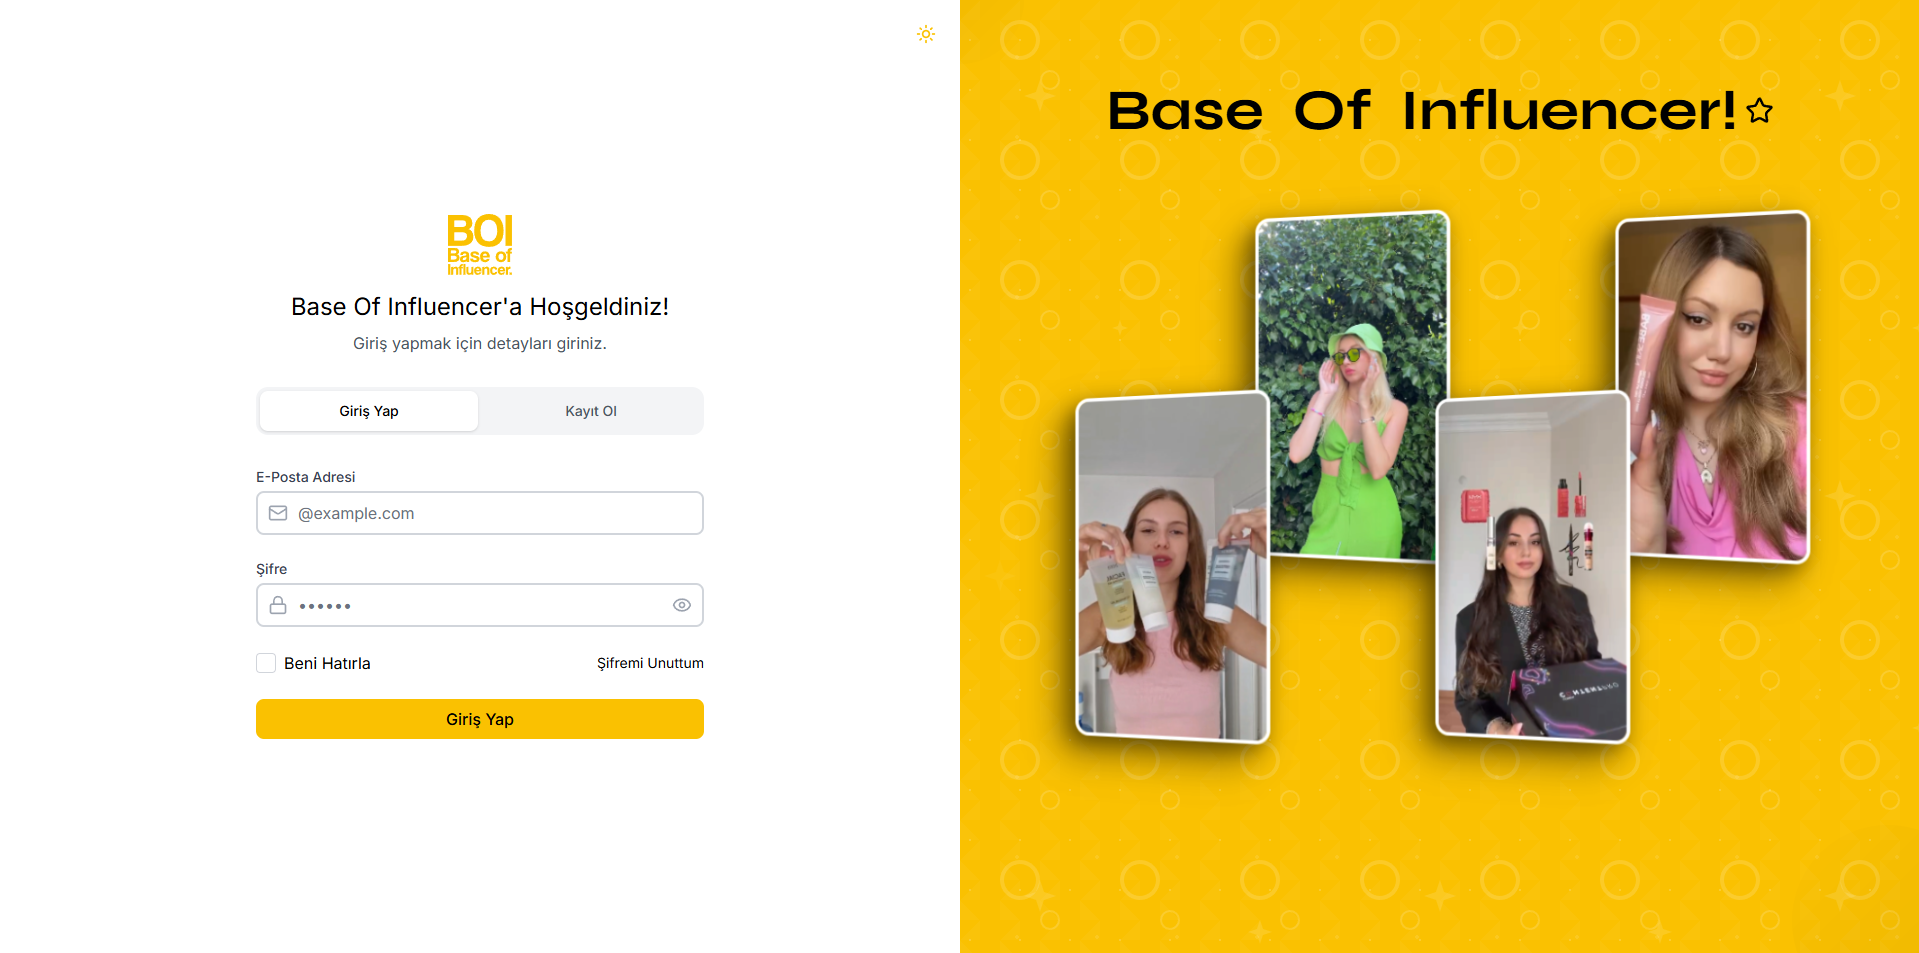 BOI
Base of
Influencer.
Base Of Influencer'a Hoşgeldiniz!
Giriş yapmak için detayları giriniz.
Giriş Yap
Kayıt Ol
E-Posta Adresi
@example.com
Şifre
••••••
Beni Hatırla
Şifremi Unuttum
Giriş Yap
Base Of Influencer!